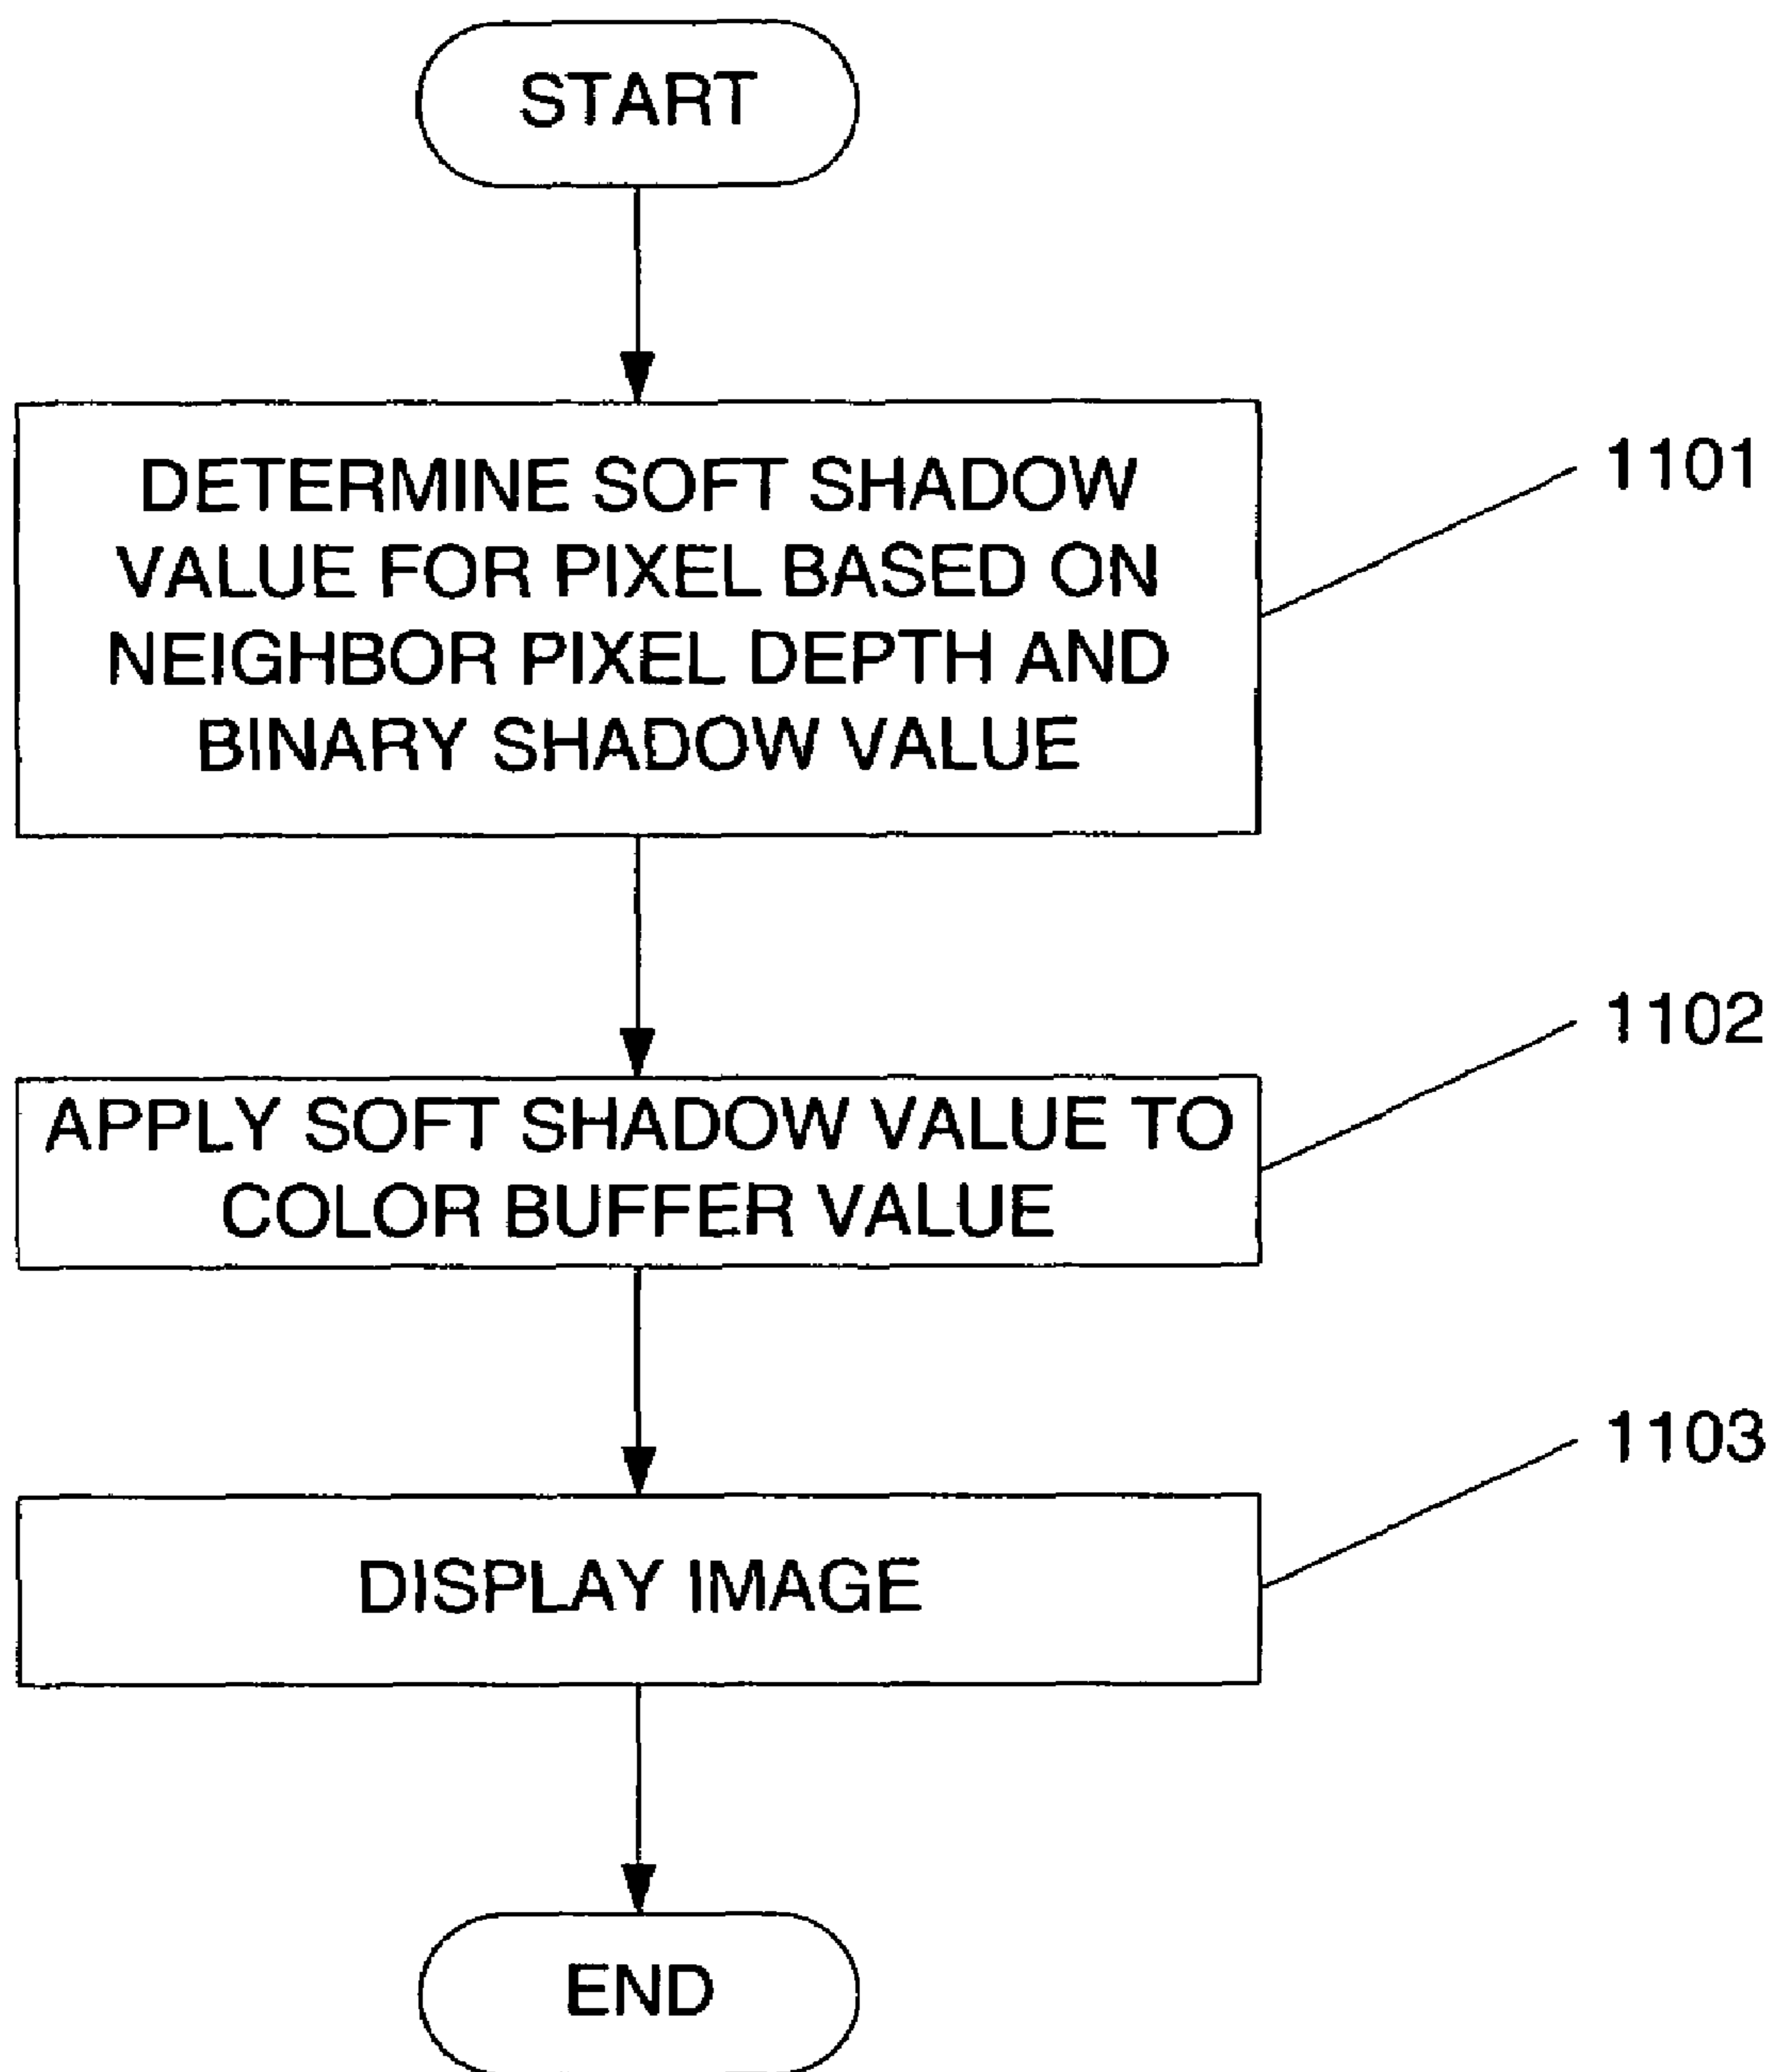 START
DETERMINE SOFT SHADOW
VALUE FOR PIXEL BASED ON
NEIGHBOR PIXEL DEPTH AND
BINARY SHADOW VALUE
1101
APPLY SOFT SHADOW VALUE TO
COLOR BUFFER VALUE
1102
DISPLAY IMAGE
1103
END